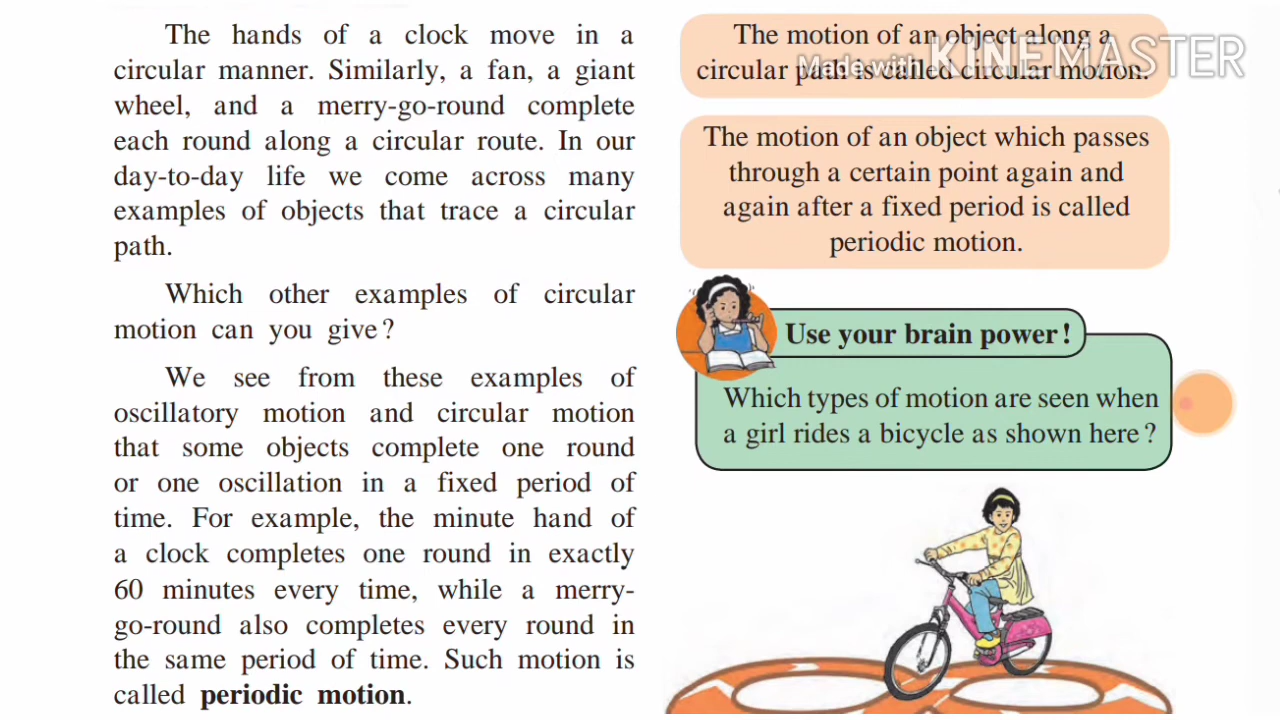 The hands of a clock move in a
circular manner. Similarly, a fan, a giant
wheel, and a merry-go-round complete
each round along a circular route. In our
day-to-day life we come across many
examples of objects that trace a circular
path.
Which other examples of circular
motion can you give?
We see from these examples of
oscillatory motion and circular motion
that some objects complete one round
or one oscillation in a fixed period of
time. For example, the minute hand of
a clock completes one round in exactly
60 minutes every time, while a merry-
go-round also completes every round in
the same period of time. Such motion is
called periodic motion.
The motion of an object along a
circular path is called circular motion.
Made with KINEMASTER
The motion of an object which passes
through a certain point again and
again after a fixed period is called
periodic motion.
Use your brain power!
Which types of motion are seen when
a girl rides a bicycle as shown here?